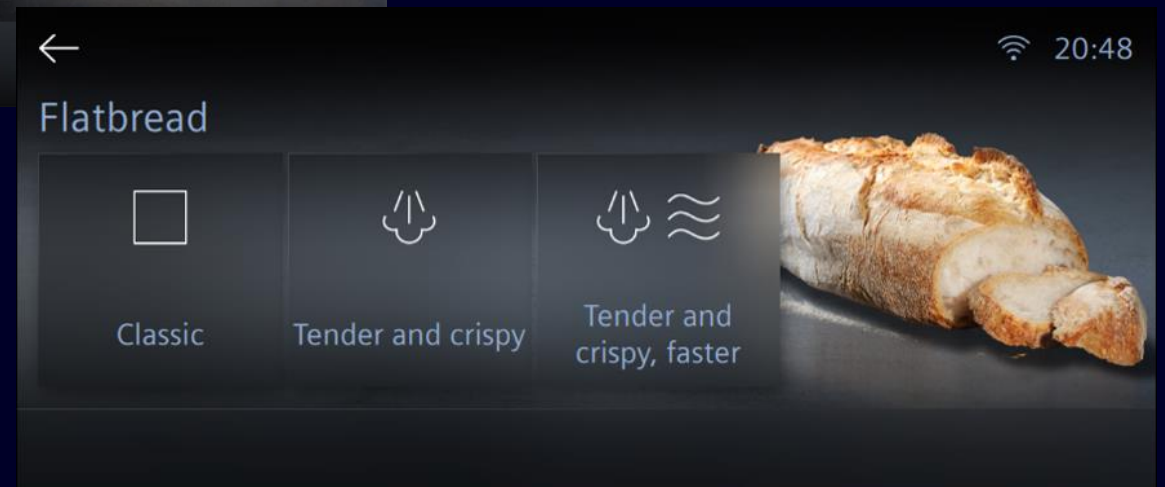 20:48
Flatbread
Classic
Tender and crispy
Tender and
crispy, faster